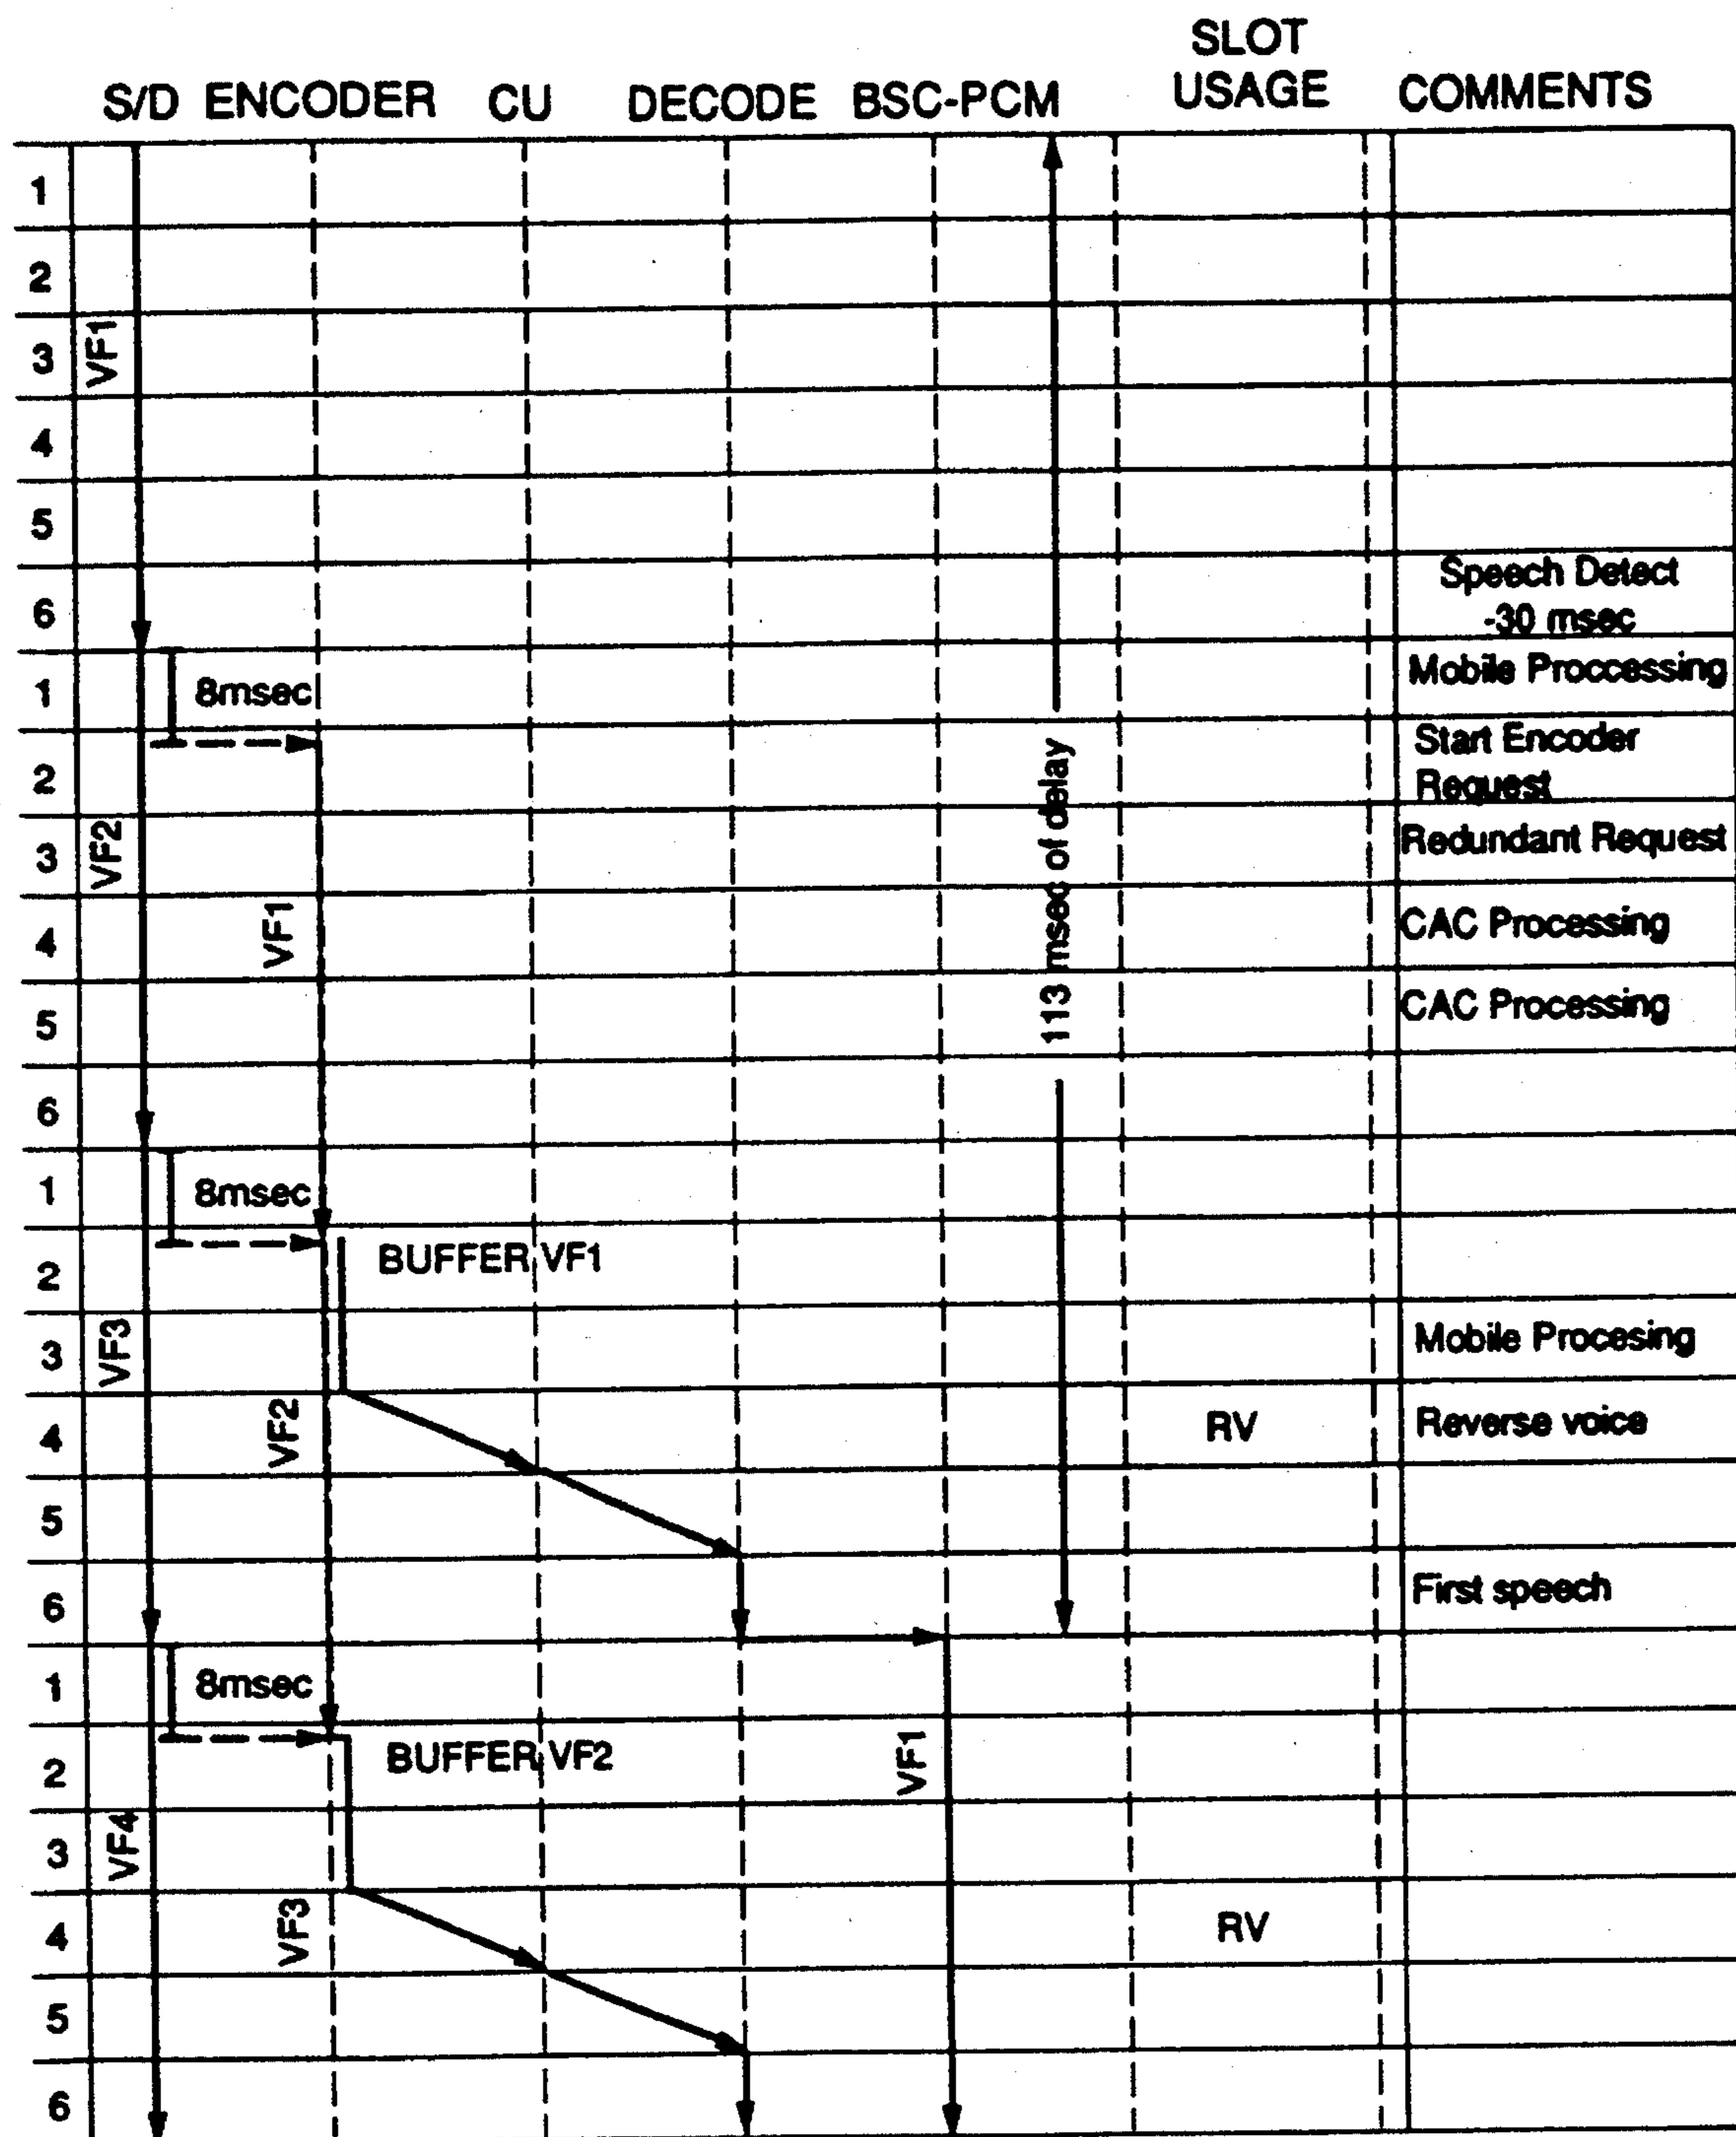 SLOT
S/D ENCODER CU DECODE BSC-PCM USAGE COMMENTS
1
2
3 VF1
4
5
6 Speech Detect
-30 msec
1 8msec Mobile Proccessing
2 Start Encoder
Request
113 msec of delay
3 VF2 Redundant Request
4 VF1 CAC Processing
5 CAC Processing
6
1 8msec
2 BUFFER VF1
3 VF3 Mobile Procesing
4 VF2 RV Reverse voice
5
6 First speech
1 8msec
2 BUFFER VF2 VF1
3 VF4
4 VF3 RV
5
6